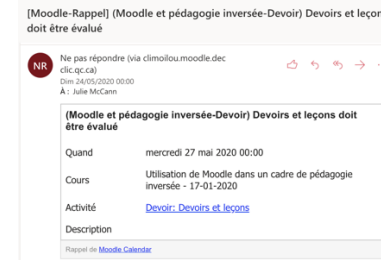 [Moodle-Rappel] (Moodle et pédagogie inversée-Devoir) Devoirs et leçon
doit être évalué
NR
Ne pas répondre (via climoilou.moodle.dec
clic.qc.ca)
Dim 24/05/2020 00:00
À : Julie McCann
(Moodle et pédagogie inversée-Devoir) Devoirs et leçons doit
être évalué
Quand mercredi 27 mai 2020 00:00
Cours Utilisation de Moodle dans un cadre de pédagogie
inversée - 17-01-2020
Activité Devoir: Devoirs et leçons
Description
Rappel de Moodle Calendar